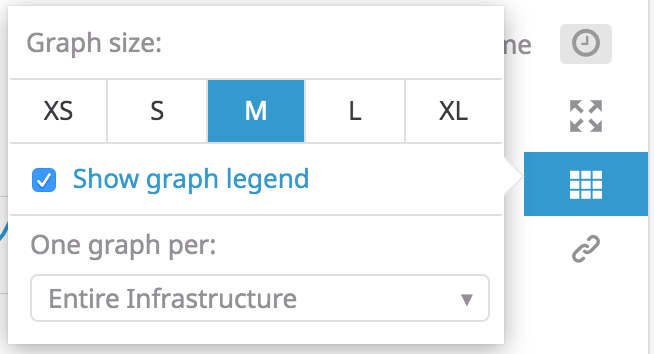 Graph size:
XS S M L XL
Show graph legend
One graph per:
Entire Infrastructure